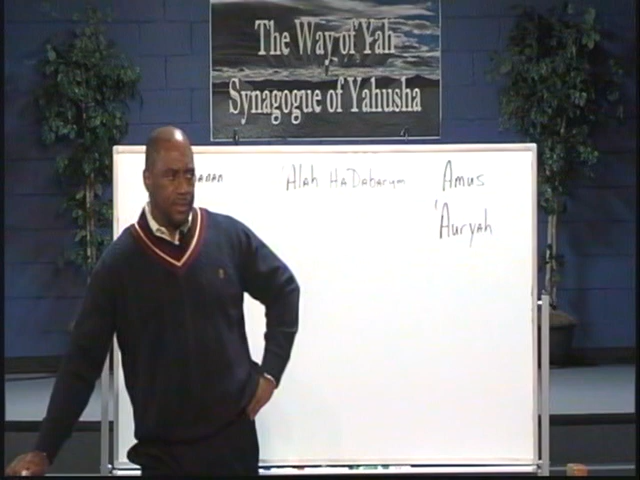 The Way of Yah
Synagogue of Yahusha
'Alah HaDabarym
Amus
'Auryah